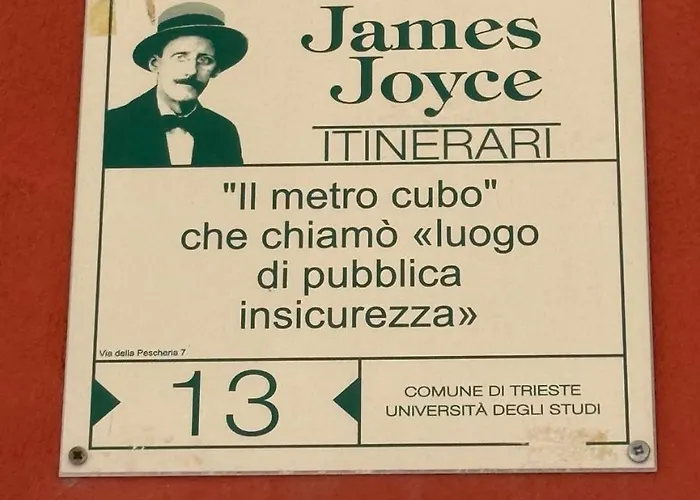 James
Joyce
ITINERARI
"Il metro cubo"
che chiamò «luogo
di pubblica
insicurezza»
Via della Pescheria 7
13
COMUNE DI TRIESTE
UNIVERSITÀ DEGLI STUDI